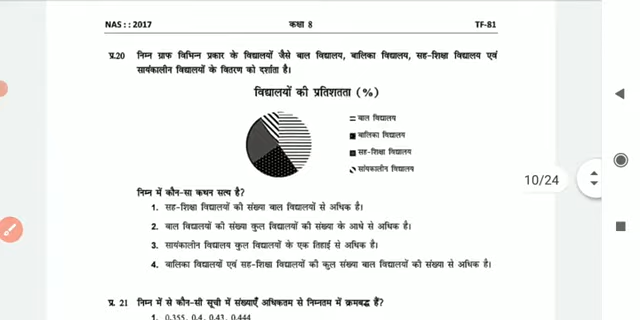 NAS : : 2017 कक्षा 8 TF-81
प्र.20 निम्न ग्राफ विभिन्न प्रकार के विद्यालयों जैसे बाल विद्यालय, बालिका विद्यालय, सह-शिक्षा विद्यालय एवं
सायंकालीन विद्यालयों के वितरण को दर्शाता है।
विद्यालयों की प्रतिशतता (%)
बाल विद्यालय
बालिका विद्यालय
सह-शिक्षा विद्यालय
सांयकालीन विद्यालय
10/24
निम्न में कौन-सा कथन सत्य है?
1. सह-शिक्षा विद्यालयों की संख्या बाल विद्यालयों से अधिक है।
2. बाल विद्यालयों की संख्या कुल विद्यालयों की संख्या के आधे से अधिक है।
3. सायंकालीन विद्यालय कुल विद्यालयों के एक तिहाई से अधिक है।
4. बालिका विद्यालयों एवं सह-शिक्षा विद्यालयों की कुल संख्या बाल विद्यालयों की संख्या से अधिक है।
प्र. 21 निम्न में से कौन-सी सूची में संख्याएँ अधिकतम से निम्नतम में क्रमबद्ध हैं?
1. 0.355, 0.4, 0.41, 0.444